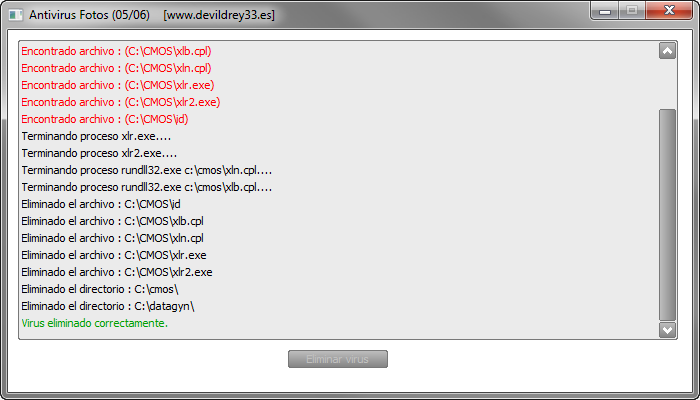 Antivirus Fotos (05/06)    [www.devildrey33.es]
Encontrado archivo : (C:\CMOS\xlb.cpl)
Encontrado archivo : (C:\CMOS\xln.cpl)
Encontrado archivo : (C:\CMOS\xlr.exe)
Encontrado archivo : (C:\CMOS\xlr2.exe)
Encontrado archivo : (C:\CMOS\id)
Terminando proceso xlr.exe....
Terminando proceso xlr2.exe....
Terminando proceso rundll32.exe c:\cmos\xln.cpl....
Terminando proceso rundll32.exe c:\cmos\xlb.cpl....
Eliminado el archivo : C:\CMOS\id
Eliminado el archivo : C:\CMOS\xlb.cpl
Eliminado el archivo : C:\CMOS\xln.cpl
Eliminado el archivo : C:\CMOS\xlr.exe
Eliminado el archivo : C:\CMOS\xlr2.exe
Eliminado el directorio : C:\cmos\
Eliminado el directorio : C:\datagyn\
Virus eliminado correctamente.
Eliminar virus